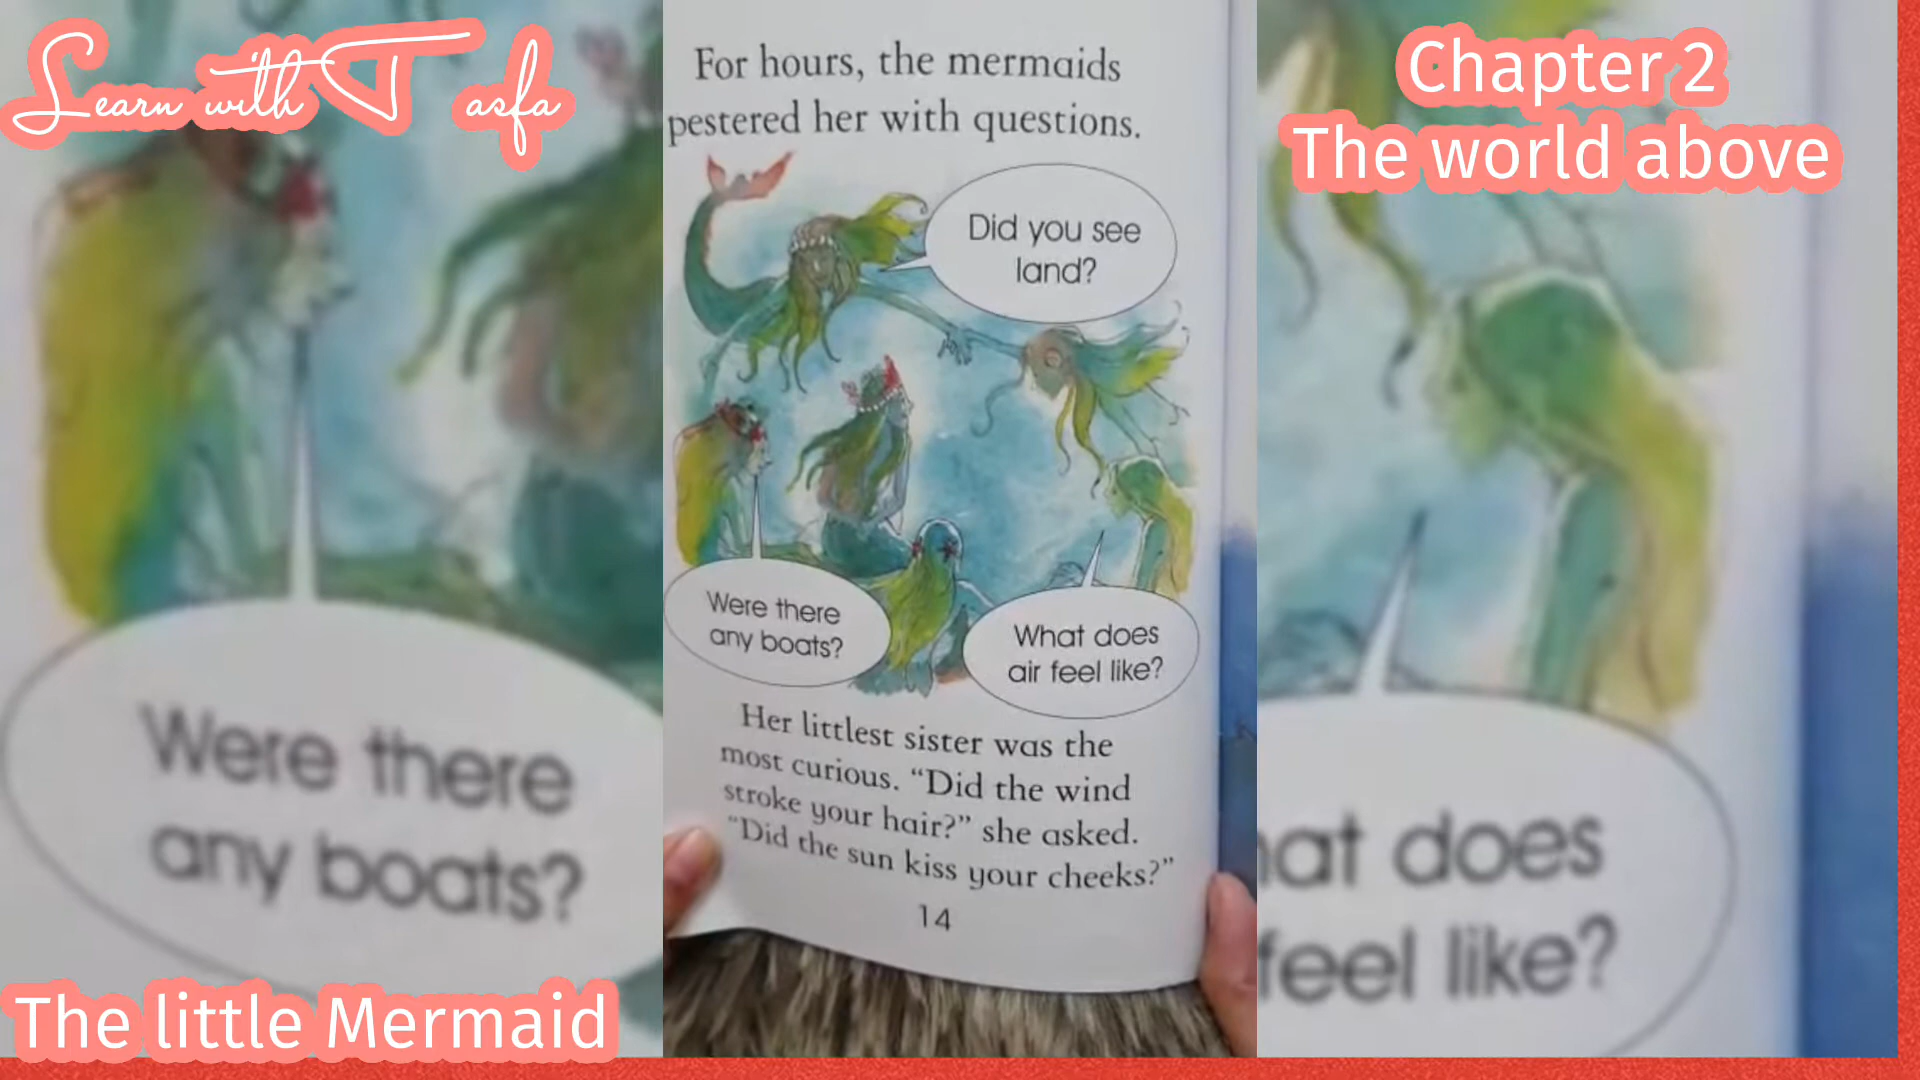 Learn with Tasfa
Chapter 2
The world above
For hours, the mermaids
pestered her with questions.
Did you see
land?
Were there
any boats?
What does
air feel like?
Her littlest sister was the
most curious. “Did the wind
stroke your hair?” she asked.
“Did the sun kiss your cheeks?”
14
Were there
any boats?
at does
feel like?
The little Mermaid